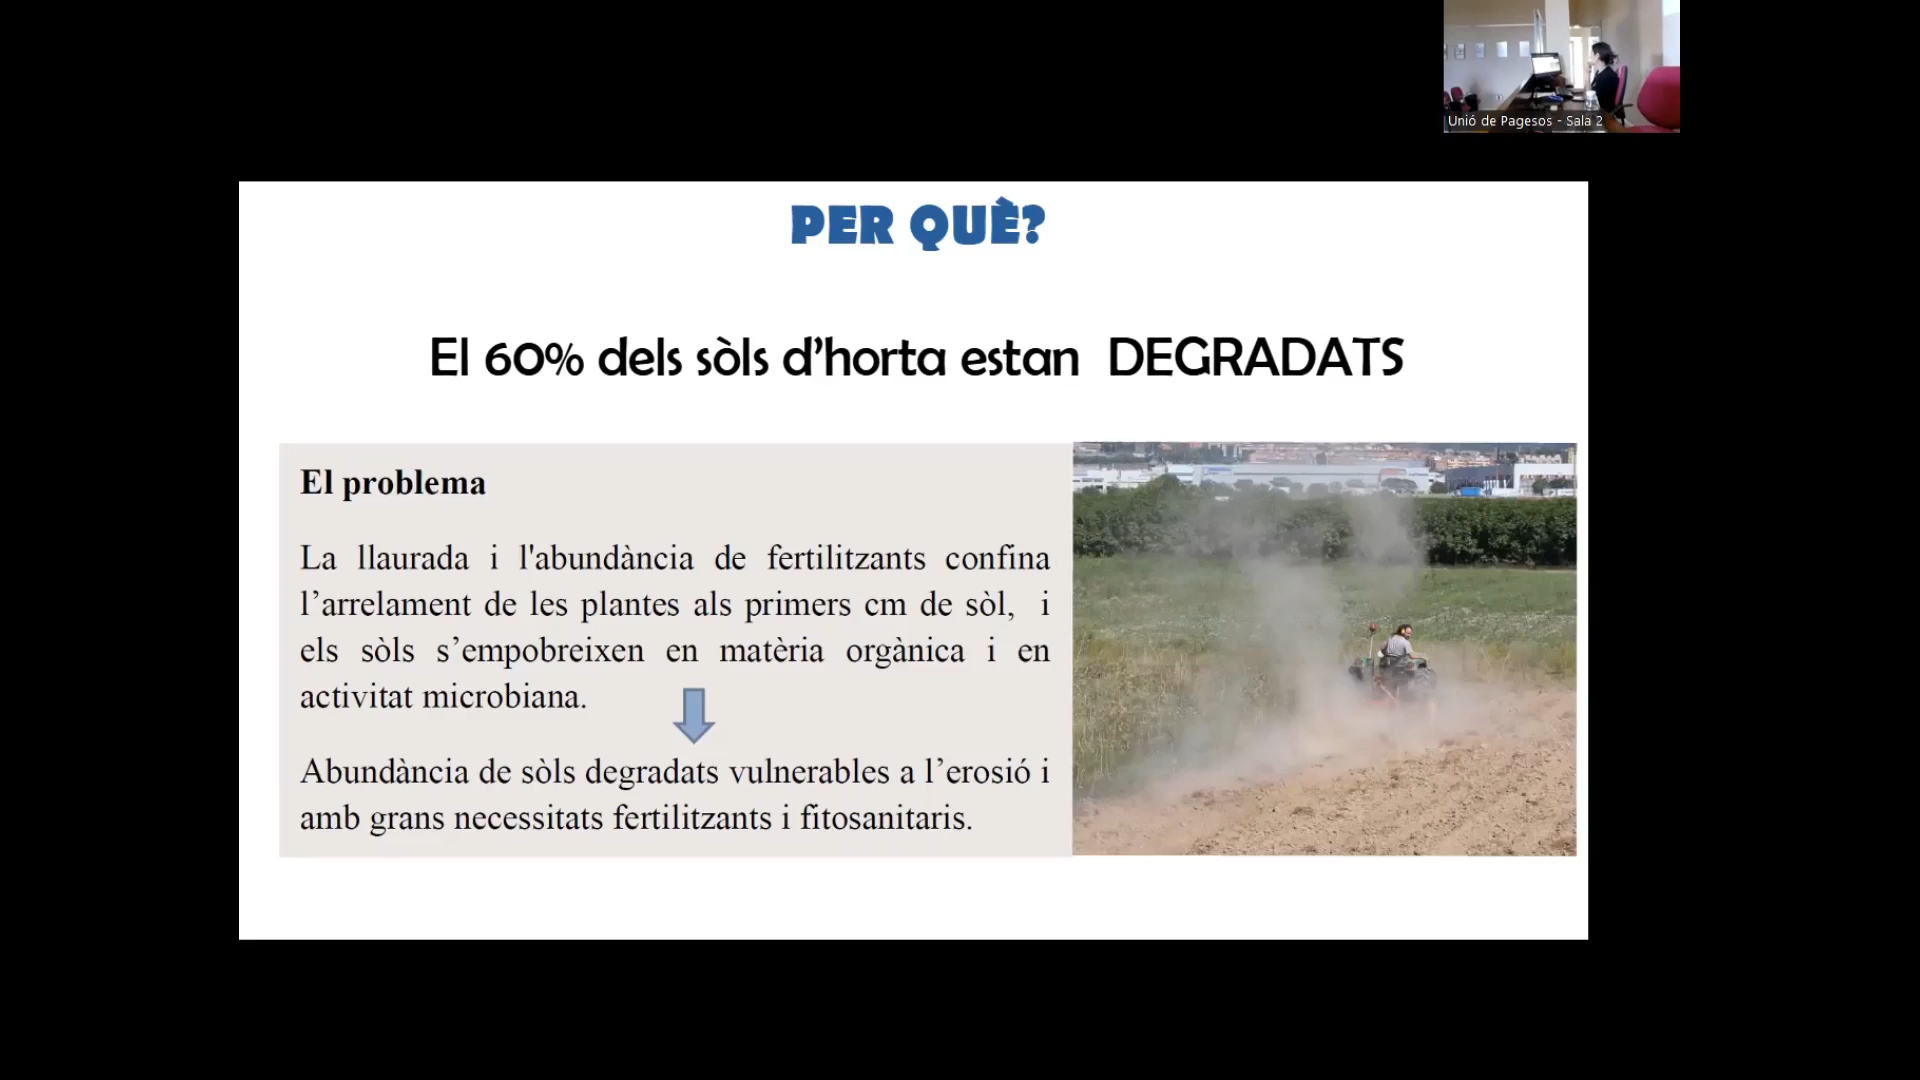 Unió de Pagesos - Sala 2
PER QUÈ?
El 60% dels sòls d’horta estan DEGRADATS
El problema
La llaurada i l'abundància de fertilitzants confina
l’arrelament de les plantes als primers cm de sòl, i
els sòls s’empobreixen en matèria orgànica i en
activitat microbiana.
Abundància de sòls degradats vulnerables a l’erosió i
amb grans necessitats fertilitzants i fitosanitaris.